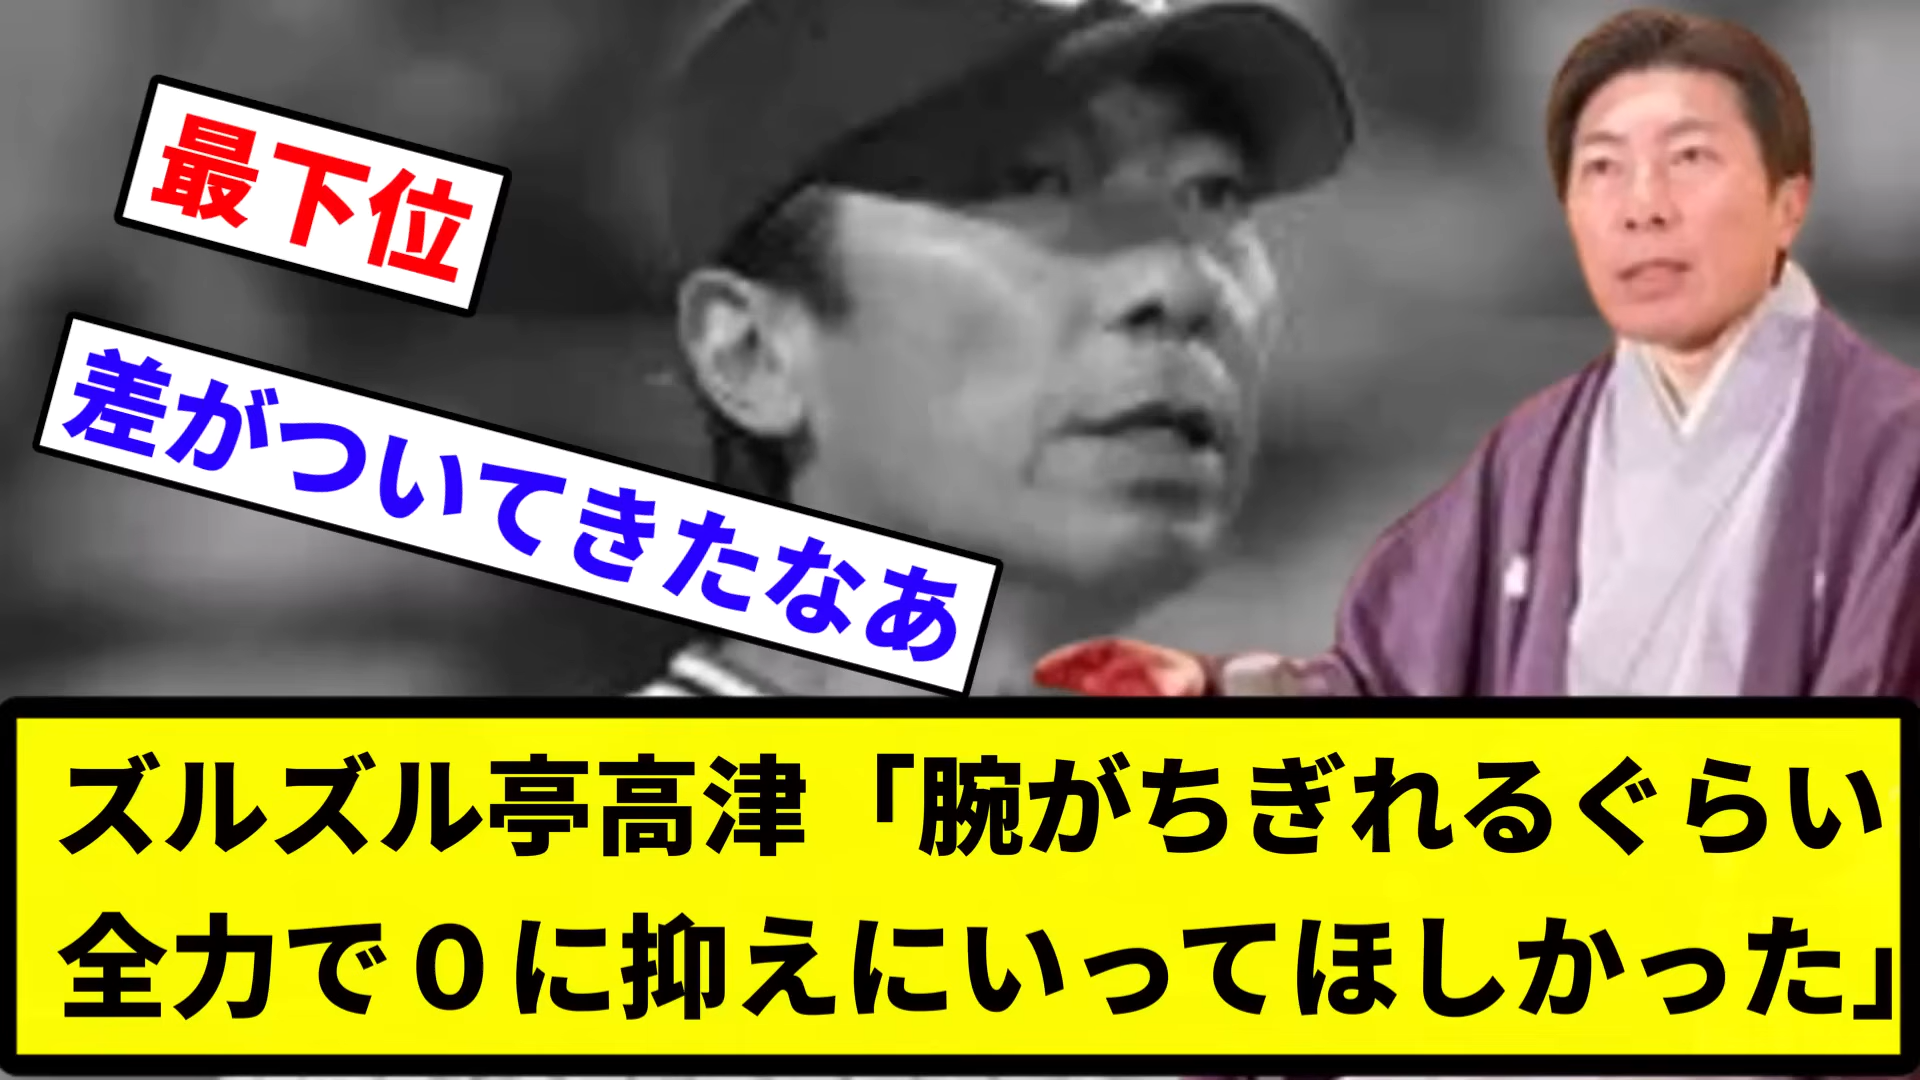 最下位
差がついてきたなあ
ズルズル亭高津「腕がちぎれるぐらい
全力で０に抑えにいってほしかった」